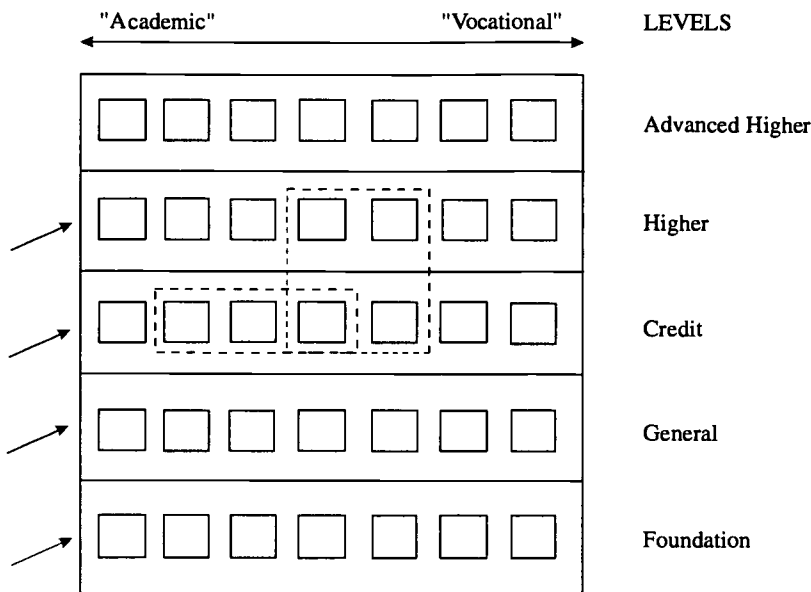 "Academic" "Vocational" LEVELS
Advanced Higher
Higher
Credit
General
Foundation